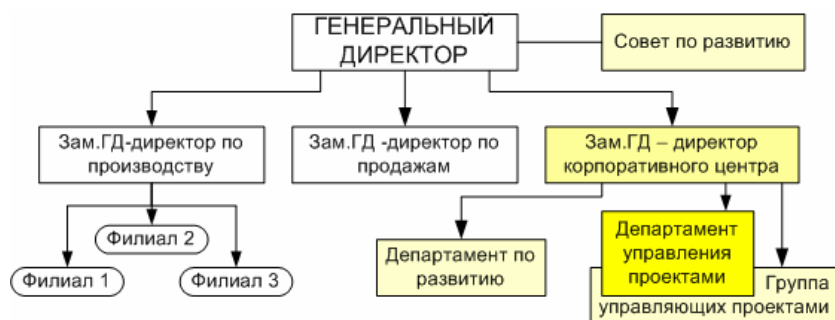 ГЕНЕРАЛЬНЫЙ
ДИРЕКТОР
Совет по развитию
Зам.ГД-директор по
производству
Зам.ГД -директор по
продажам
Зам.ГД – директор
корпоративного центра
Филиал 1
Филиал 2
Филиал 3
Департамент по
развитию
Департамент
управления
проектами
Группа
управляющих проектами